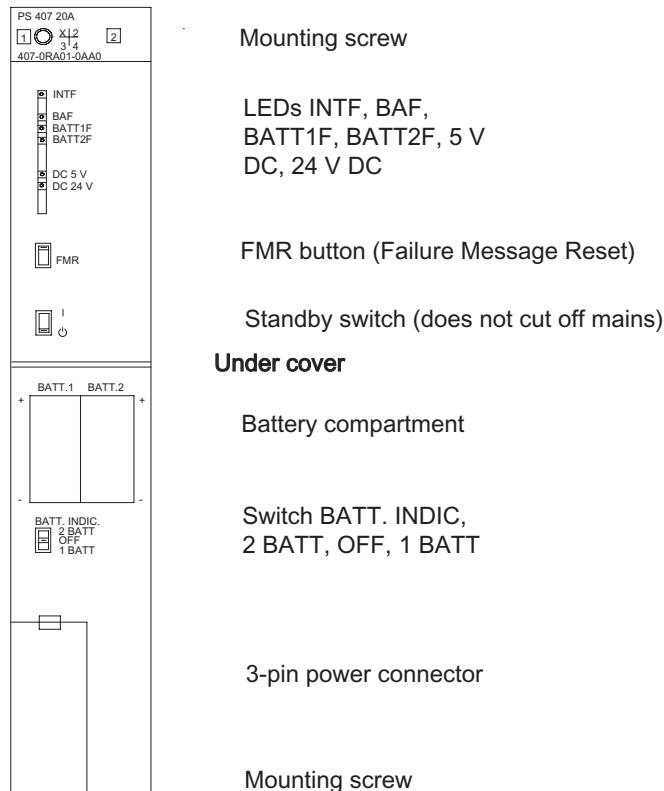 PS 407 20A
1 X 2 2
3 4
407-0RA01-0AA0
Mounting screw
INTF
BAF
BATT1F
BATT2F
DC 5 V
DC 24 V
LEDs INTF, BAF,
BATT1F, BATT2F, 5 V
DC, 24 V DC
FMR
FMR button (Failure Message Reset)
I
Standby switch (does not cut off mains)
Under cover
BATT.1 BATT.2
+ +
Battery compartment
- -
BATT. INDIC.
2 BATT
OFF
1 BATT
Switch BATT. INDIC,
2 BATT, OFF, 1 BATT
3-pin power connector
Mounting screw